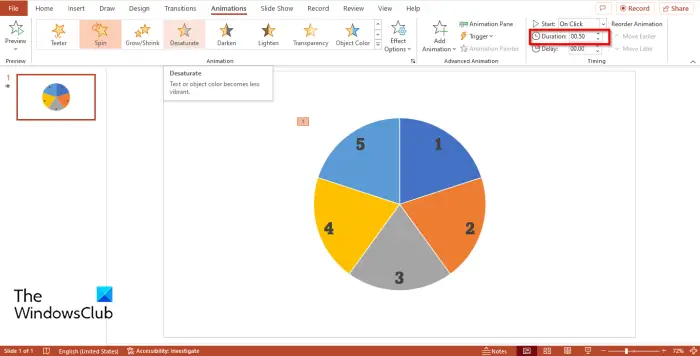 File Home Insert Draw Design Transitions Animations Slide Show Review View Help Record Share
Preview
Teeter Spin Grow/Shrink Desaturate Darken Lighten Transparency Object Color
Effect Options
Add Animation
Animation Pane
Trigger
Animation Painter
Start: On Click
Duration: 00.50
Delay: 00.00
Reorder Animation
Move Earlier
Move Later
Preview Animation Advanced Animation Timing
Desaturate
Text or object color becomes less
vibrant.
1
1
5 1
4 2
3
The
WindowsClub
Slide 1 of 1 English (United States) Accessibility: Investigate Notes 72%